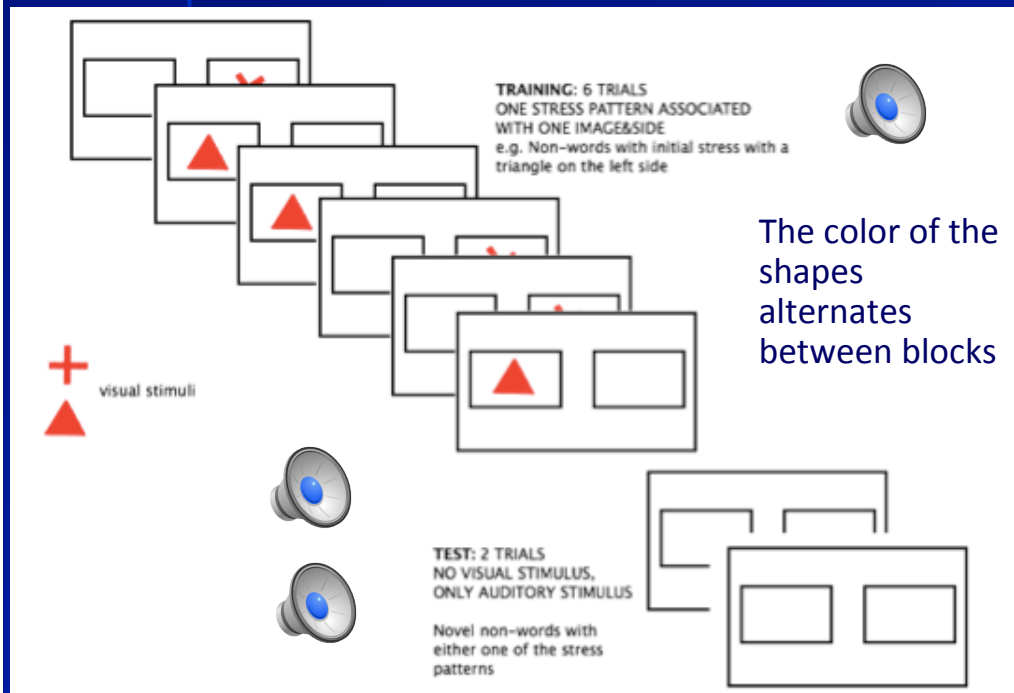 TRAINING: 6 TRIALS
ONE STRESS PATTERN ASSOCIATED
WITH ONE IMAGE&SIDE
e.g. Non-words with initial stress with a
triangle on the left side
The color of the
shapes
alternates
between blocks
visual stimuli
TEST: 2 TRIALS
NO VISUAL STIMULUS,
ONLY AUDITORY STIMULUS
Novel non-words with
either one of the stress
patterns